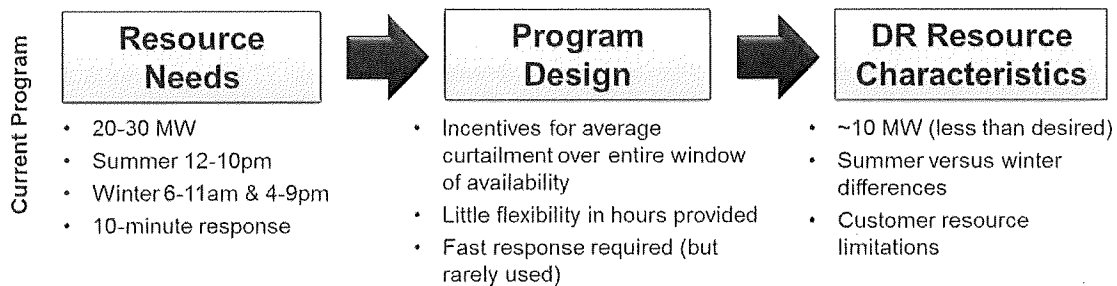 Current Program
Resource
Needs
• 20-30 MW
• Summer 12-10pm
• Winter 6-11am & 4-9pm
• 10-minute response
Program
Design
• Incentives for average
curtailment over entire window
of availability
• Little flexibility in hours provided
• Fast response required (but
rarely used)
DR Resource
Characteristics
• ~10 MW (less than desired)
• Summer versus winter
differences
• Customer resource
limitations